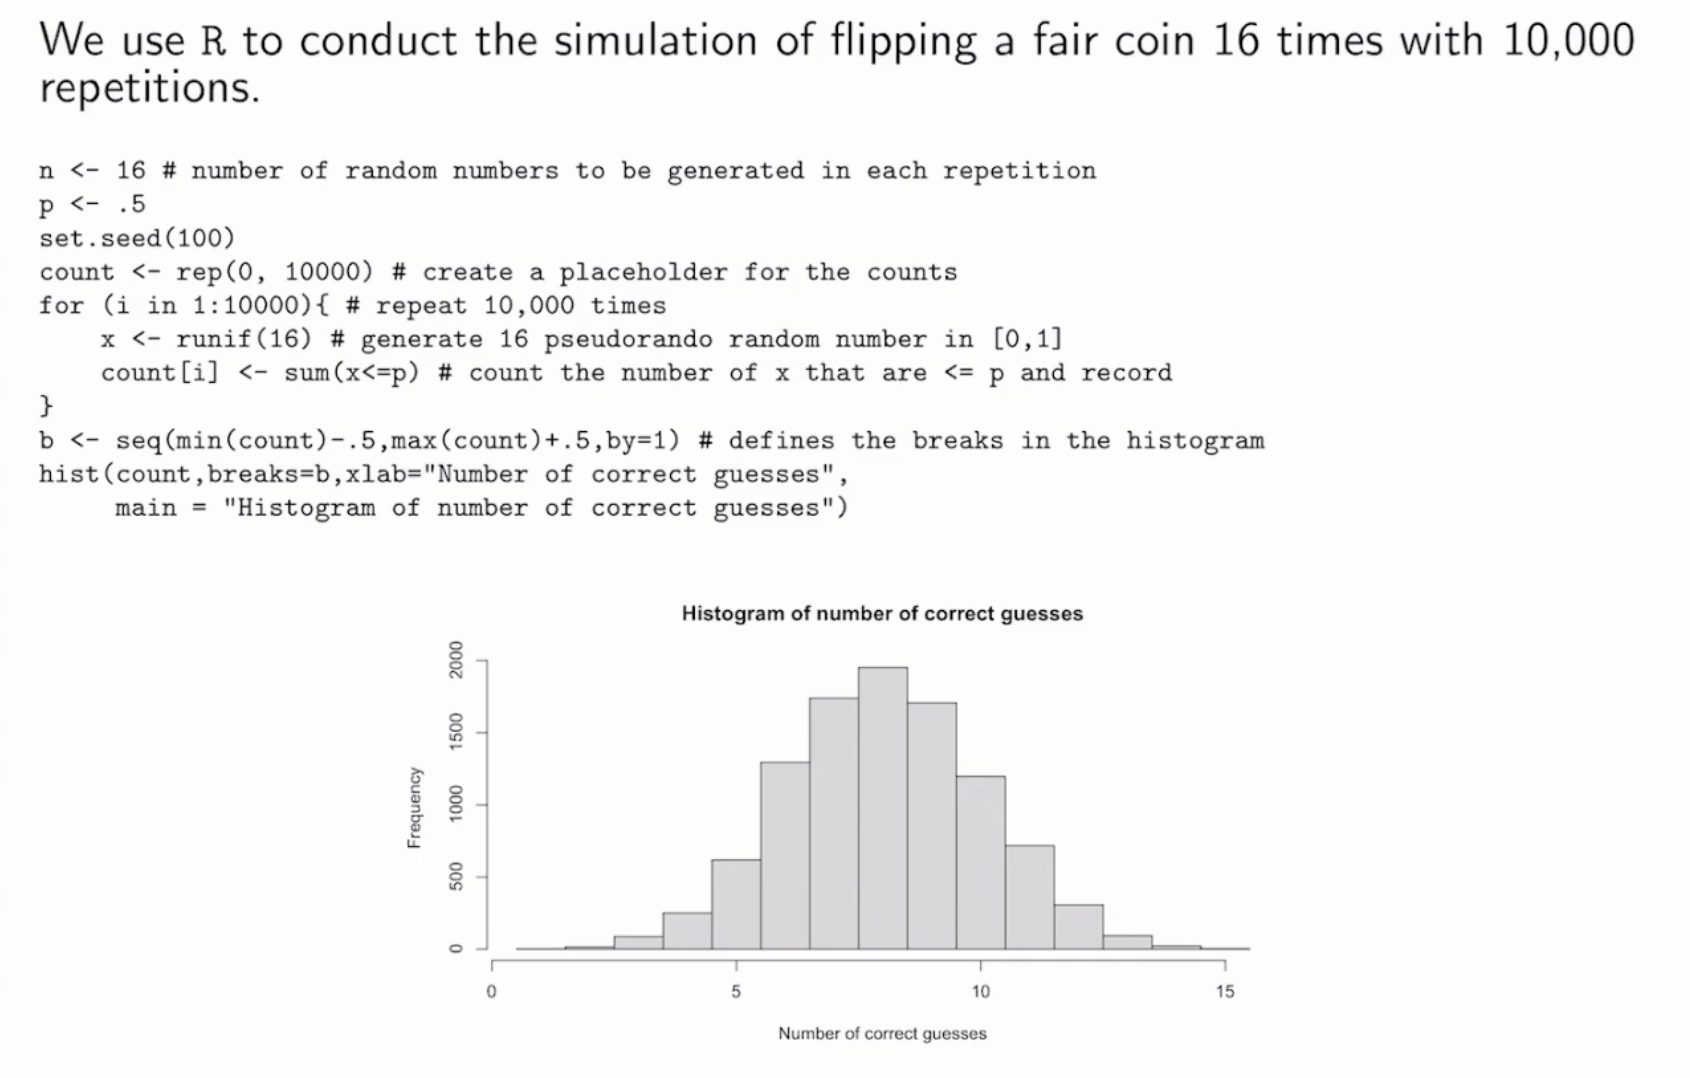 We use R to conduct the simulation of flipping a fair coin 16 times with 10,000
repetitions.
n <- 16 # number of random numbers to be generated in each repetition
p <- .5
set.seed(100)
count <- rep(0, 10000) # create a placeholder for the counts
for (i in 1:10000){ # repeat 10,000 times
x <- runif(16) # generate 16 pseudorando random number in [0,1]
count[i] <- sum(x<=p) # count the number of x that are <= p and record
}
b <- seq(min(count)-.5,max(count)+.5,by=1) # defines the breaks in the histogram
hist(count,breaks=b,xlab="Number of correct guesses",
main = "Histogram of number of correct guesses")
Histogram of number of correct guesses
2000
1500
1000
500
0
Frequency
0 5 10 15
Number of correct guesses